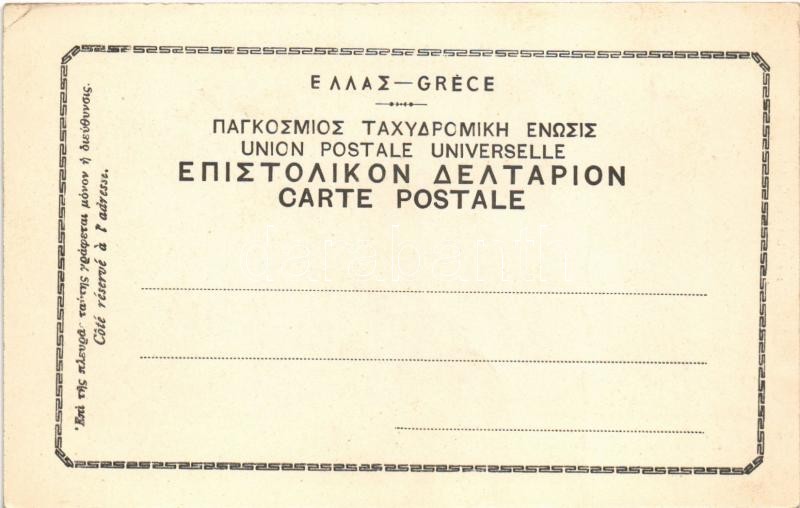 ΕΛΛΑΣ—GRÈCE
ΠΑΓΚΟΣΜΙΟΣ ΤΑΧΥΔΡΟΜΙΚΗ ΕΝΩΣΙΣ
UNION POSTALE UNIVERSELLE
ΕΠΙΣΤΟΛΙΚΟΝ ΔΕΛΤΑΡΙΟΝ
CARTE POSTALE
Ἐπὶ τῆς πλευρᾶς ταύτης γράφεται μόνον ἡ διεύθυνσις.
Côté réservé à l'adresse.
darabanth